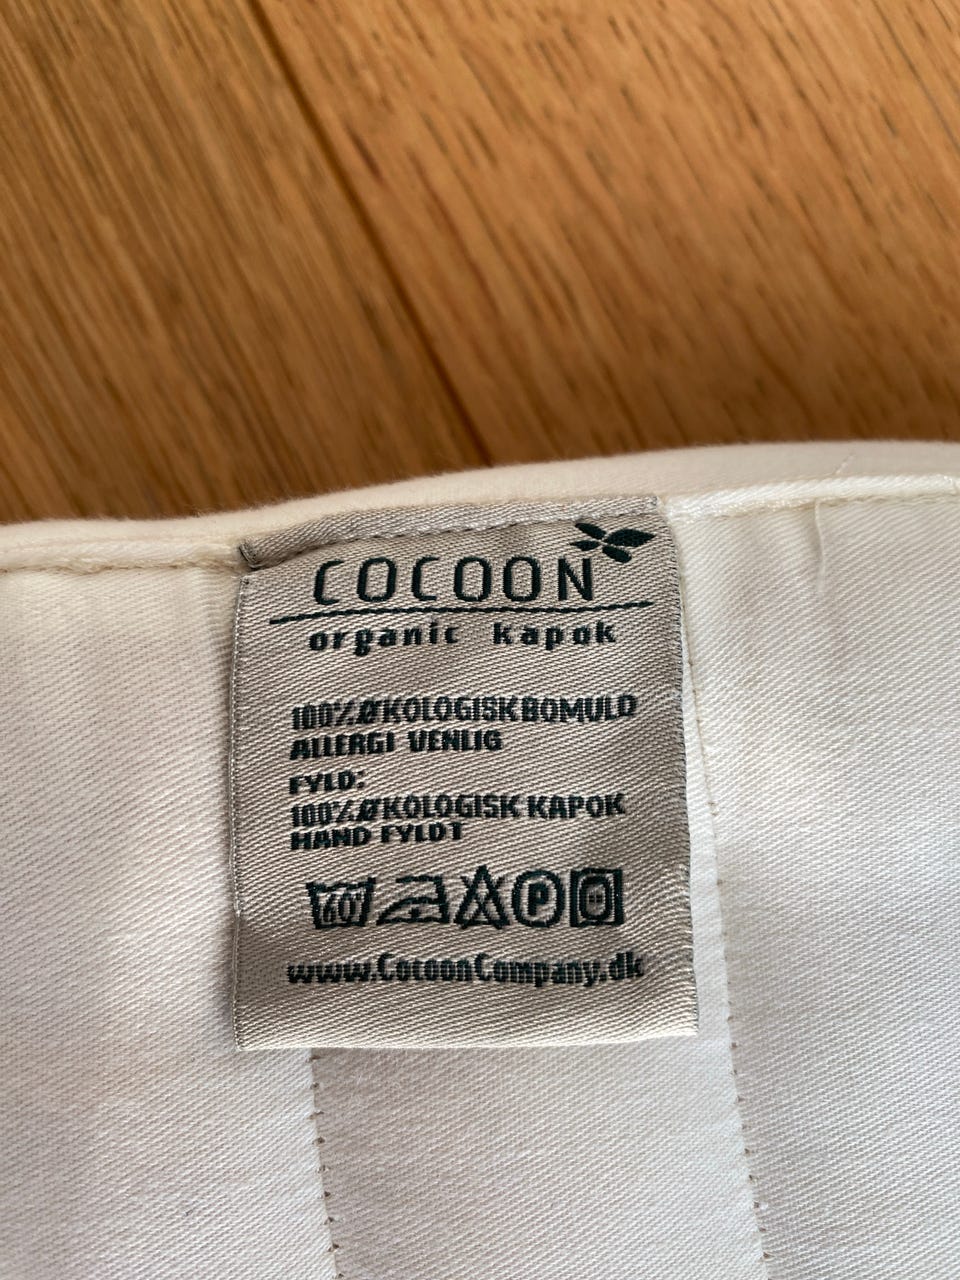 COCOON
organic kapok
100% ØKOLOGISK BOMULD
ALLERGI VENLIG
FYLD:
100% ØKOLOGISK KAPOK
HAND FYLDT
60° P
www.CocoonCompany.dk